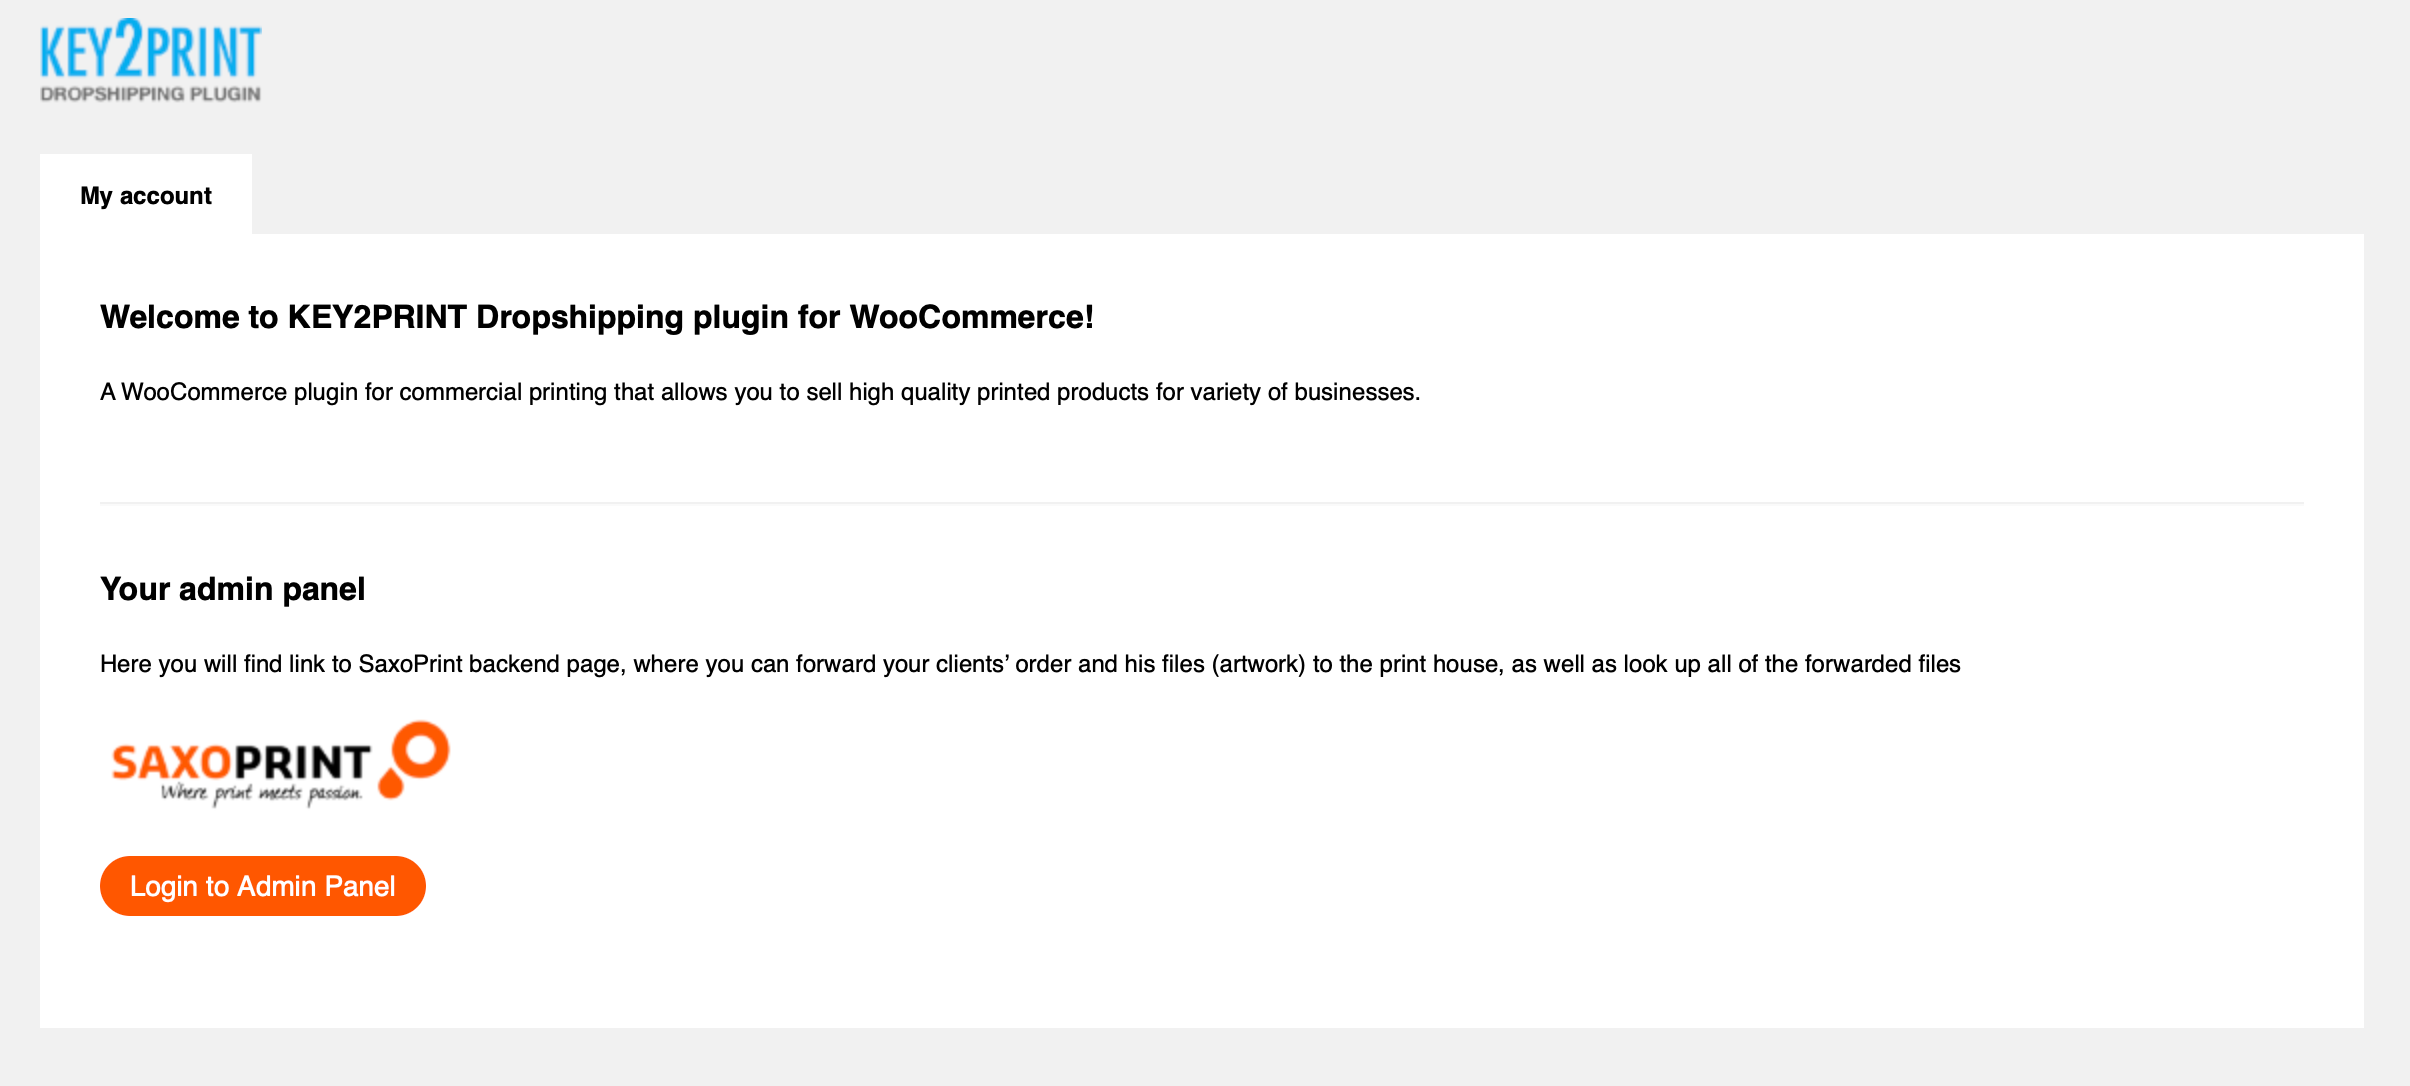 KEY2PRINT
DROPSHIPPING PLUGIN
My account
Welcome to KEY2PRINT Dropshipping plugin for WooCommerce!
A WooCommerce plugin for commercial printing that allows you to sell high quality printed products for variety of businesses.
Your admin panel
Here you will find link to SaxoPrint backend page, where you can forward your clients’ order and his files (artwork) to the print house, as well as look up all of the forwarded files
SAXOPRINT
Where print meets passion.
Login to Admin Panel